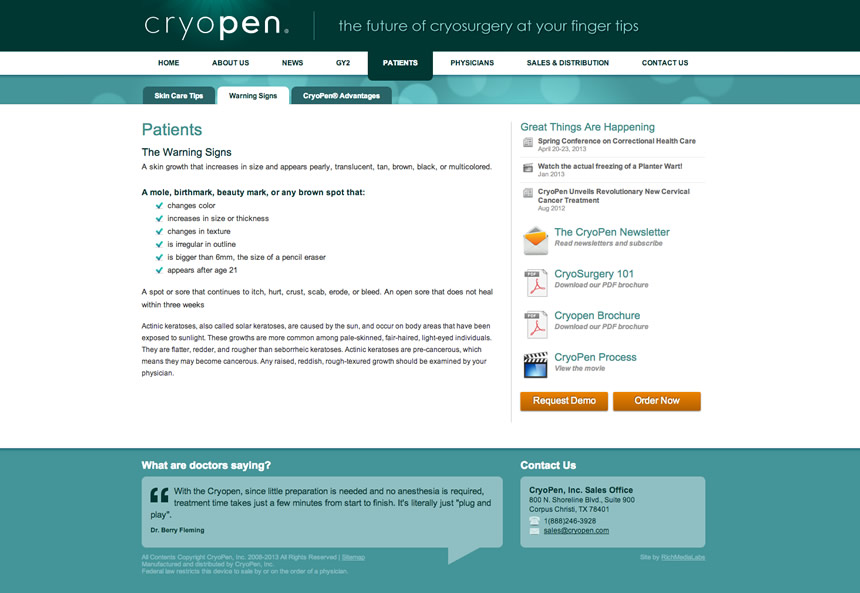 cryopen.
the future of cryosurgery at your finger tips
HOME ABOUT US NEWS GY2 PATIENTS PHYSICIANS SALES & DISTRIBUTION CONTACT US
Skin Care Tips Warning Signs CryoPen® Advantages
Patients
The Warning Signs
A skin growth that increases in size and appears pearly, translucent, tan, brown, black, or multicolored.
A mole, birthmark, beauty mark, or any brown spot that:
changes color
increases in size or thickness
changes in texture
is irregular in outline
is bigger than 6mm, the size of a pencil eraser
appears after age 21
A spot or sore that continues to itch, hurt, crust, scab, erode, or bleed. An open sore that does not heal
within three weeks
Actinic keratoses, also called solar keratoses, are caused by the sun, and occur on body areas that have been
exposed to sunlight. These growths are more common among pale-skinned, fair-haired, light-eyed individuals.
They are flatter, redder, and rougher than seborrheic keratoses. Actinic keratoses are pre-cancerous, which
means they may become cancerous. Any raised, reddish, rough-textured growth should be examined by your
physician.
Great Things Are Happening
Spring Conference on Correctional Health Care
April 20-23, 2013
Watch the actual freezing of a Planter Wart!
Jan 2013
CryoPen Unveils Revolutionary New Cervical
Cancer Treatment
Aug 2012
The CryoPen Newsletter
Read newsletters and subscribe
PDF
CryoSurgery 101
Download our PDF brochure
PDF
Cryopen Brochure
Download our PDF brochure
CryoPen Process
View the movie
Request Demo Order Now
What are doctors saying?
With the Cryopen, since little preparation is needed and no anesthesia is required,
treatment time takes just a few minutes from start to finish. It's literally just "plug and
play".
Dr. Berry Fleming
Contact Us
CryoPen, Inc. Sales Office
800 N. Shoreline Blvd., Suite 900
Corpus Christi, TX 78401
1(888)246-3928
sales@cryopen.com
All Contents Copyright CryoPen, Inc. 2008-2013 All Rights Reserved | Sitemap
Manufactured and distributed by CryoPen, Inc.
Federal law restricts this device to sale by or on the order of a physician.
Site by RichMediaLabs